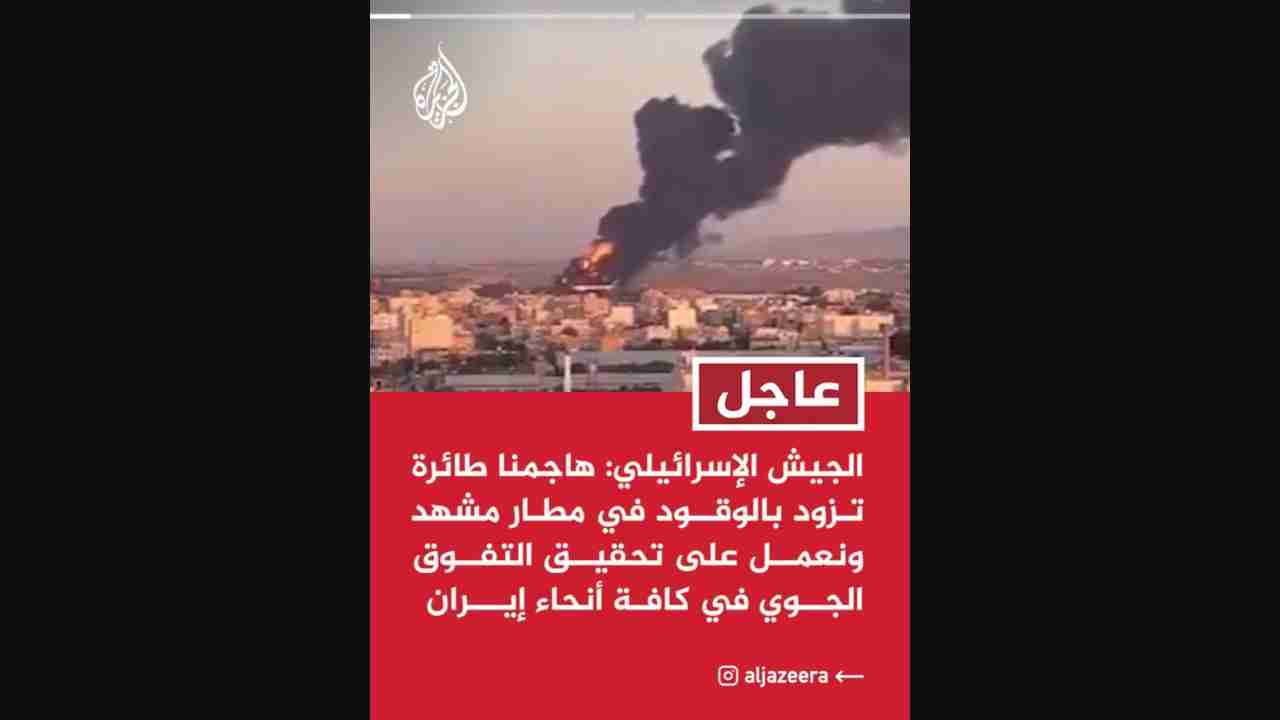 الجزيرة
عاجل
الجيش الإسرائيلي: هاجمنا طائرة
تزود بالوقود في مطار مشهد
ونعمل على تحقيق التفوق
الجوي في كافة أنحاء إيران
aljazeera